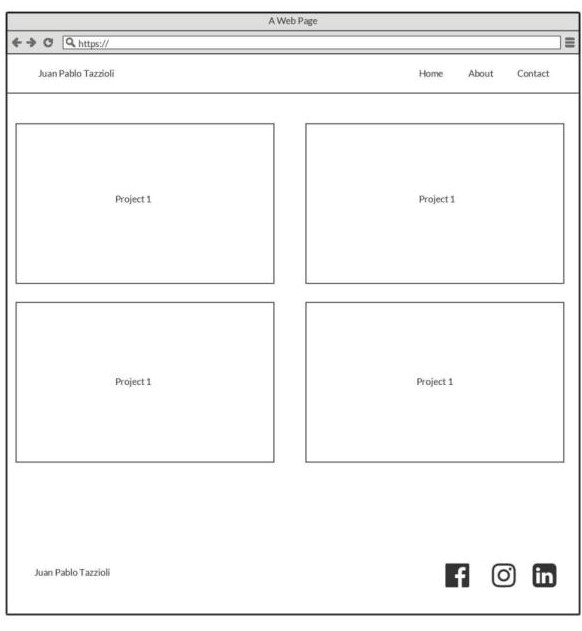 A Web Page
https://
Juan Pablo Tazzioli Home About Contact
Project 1 Project 1
Project 1 Project 1
Juan Pablo Tazzioli